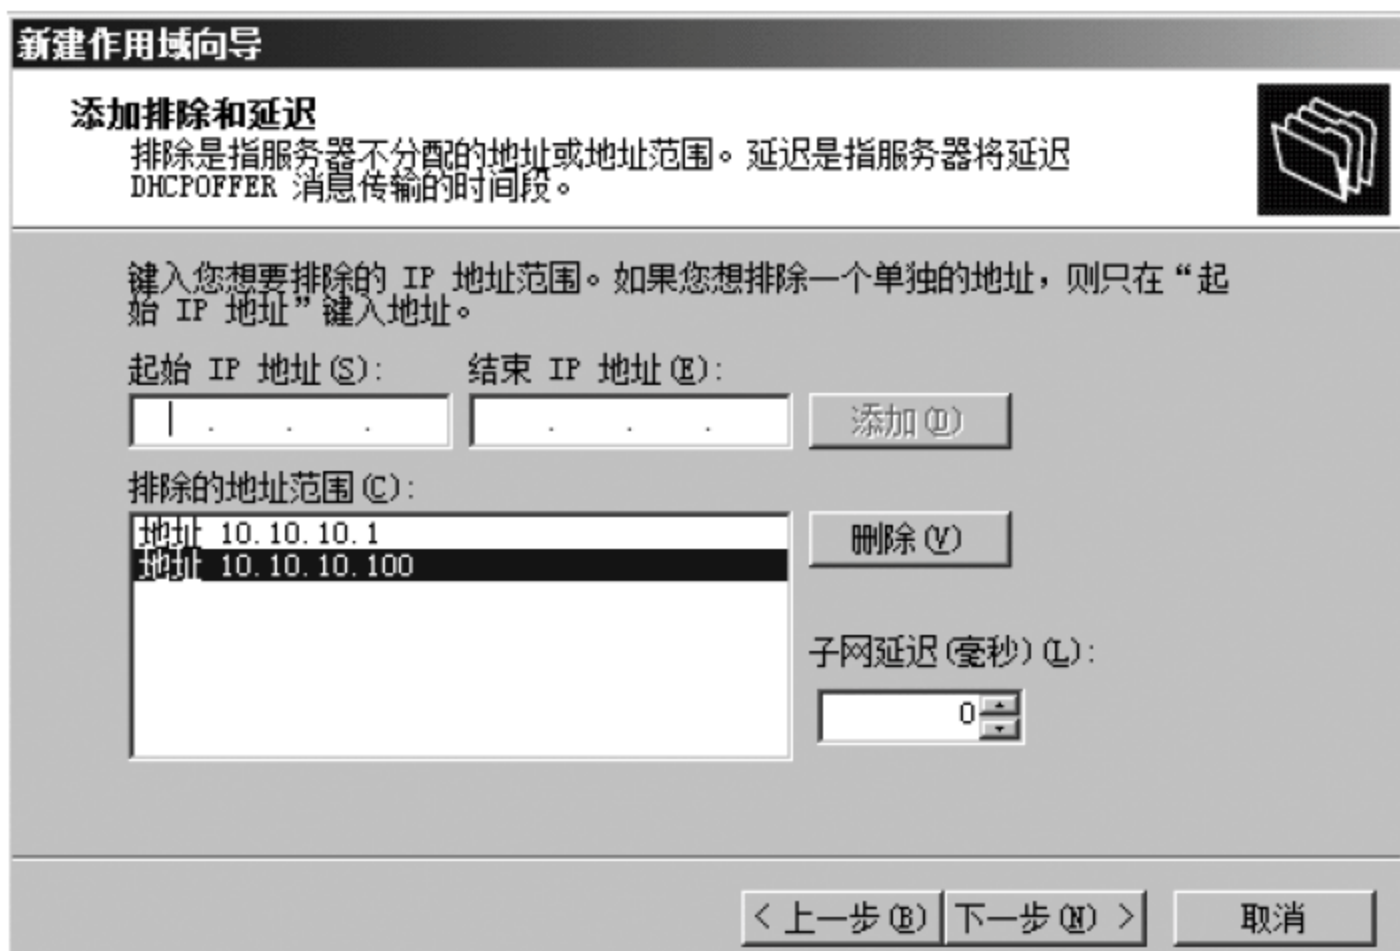 新建作用域向导
添加排除和延迟
排除是指服务器不分配的地址或地址范围。延迟是指服务器将延迟
DHCPOFFER 消息传输的时间段。
键入您想要排除的 IP 地址范围。如果您想排除一个单独的地址，则只在“起
始 IP 地址”键入地址。
起始 IP 地址(S):
结束 IP 地址(E):
. . .
. . .
添加(D)
排除的地址范围(C):
地址 10.10.10.1
地址 10.10.10.100
删除(V)
子网延迟(毫秒)(L):
0
< 上一步(B)
下一步(N) >
取消